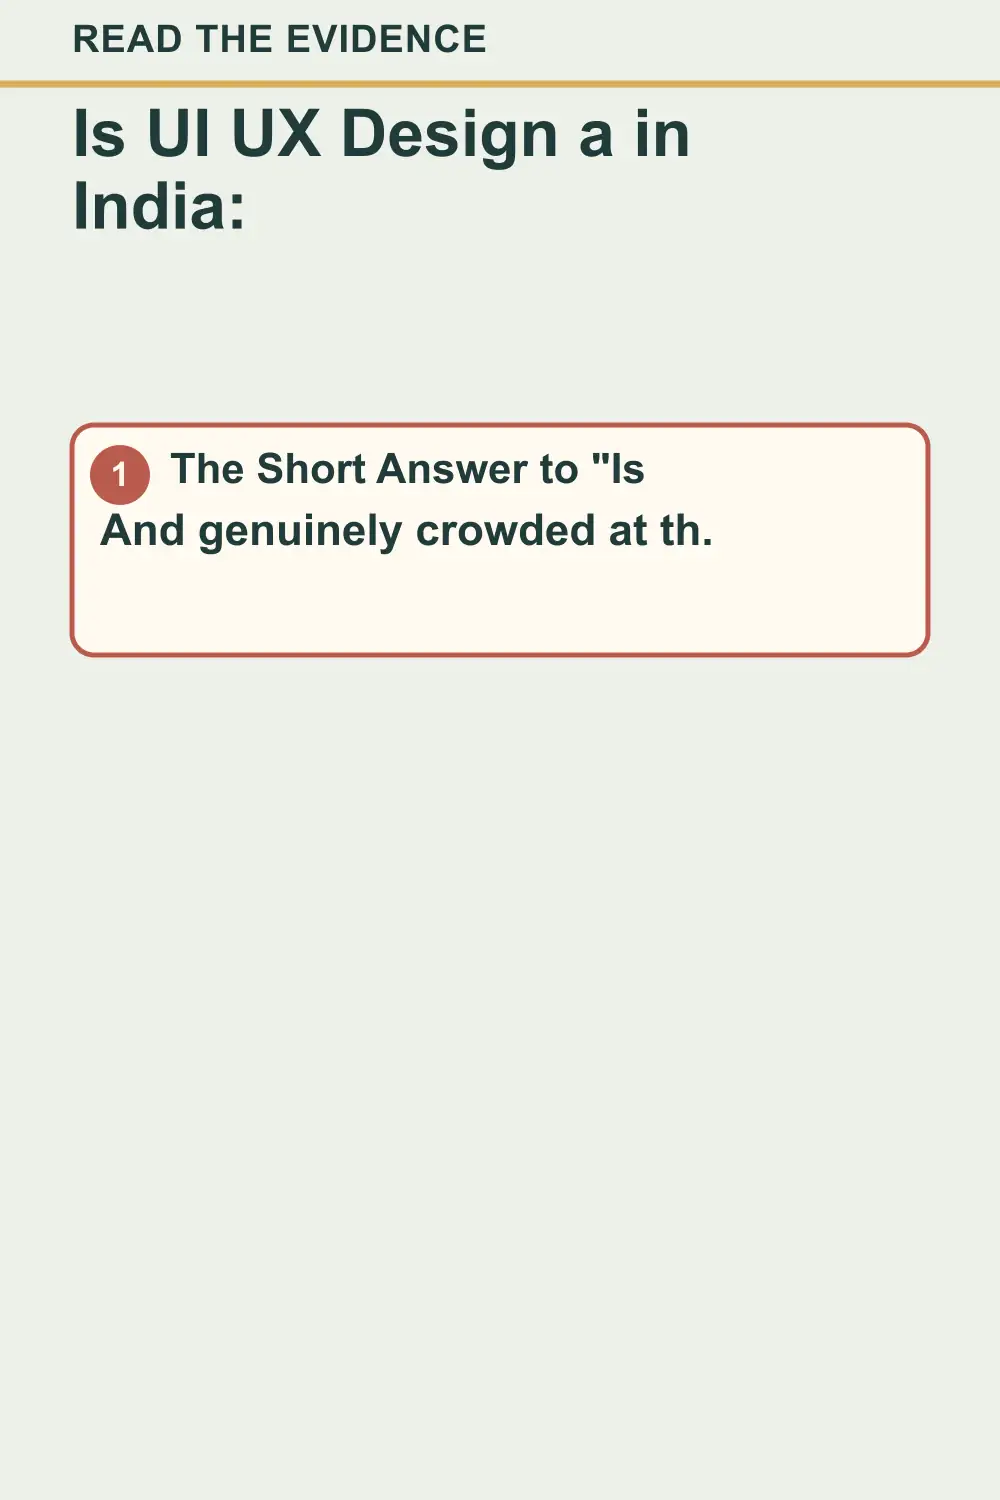 READ THE EVIDENCE
Is UI UX Design a in
India:
1 The Short Answer to "Is
And genuinely crowded at th.